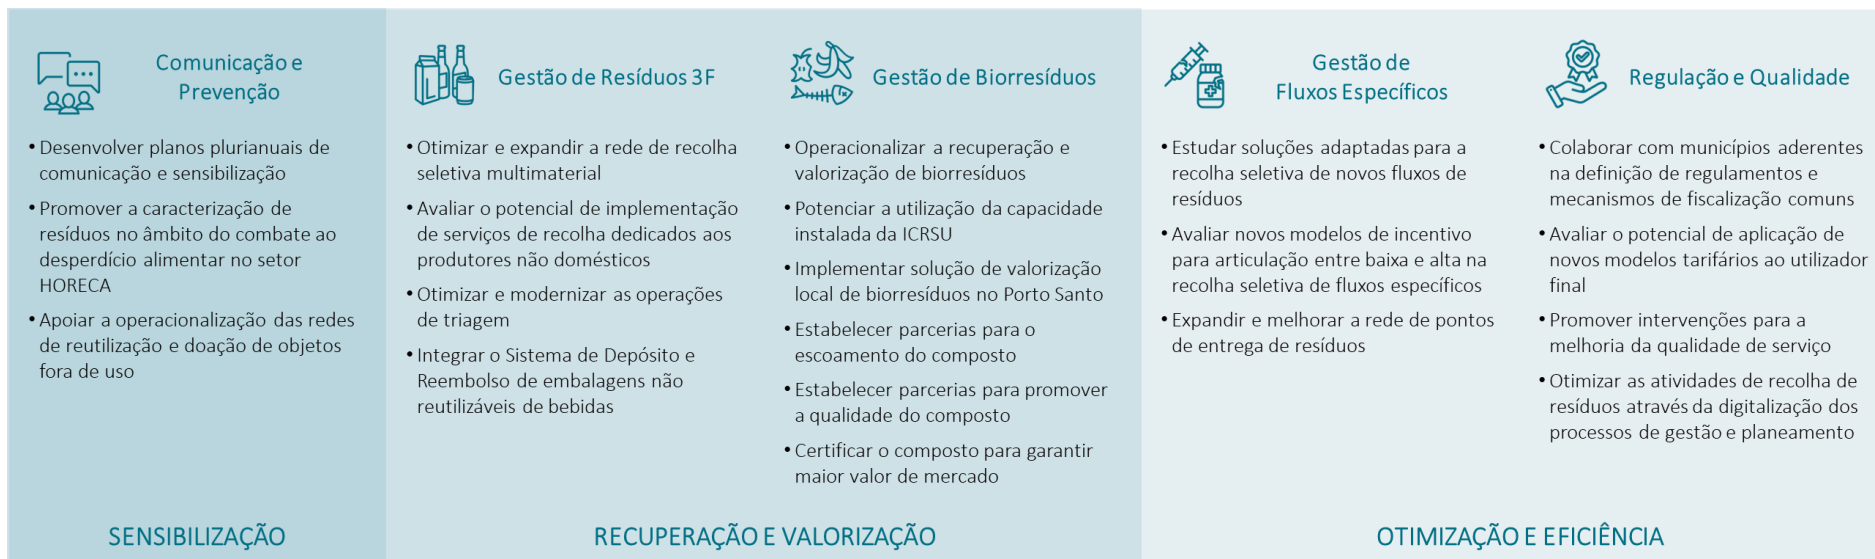 Comunicação e
Prevenção
• Desenvolver planos plurianuais de
comunicação e sensibilização
• Promover a caracterização de
resíduos no âmbito do combate ao
desperdício alimentar no setor
HORECA
• Apoiar a operacionalização das redes
de reutilização e doação de objetos
fora de uso
SENSIBILIZAÇÃO
Gestão de Resíduos 3F
• Otimizar e expandir a rede de recolha
seletiva multimaterial
• Avaliar o potencial de implementação
de serviços de recolha dedicados aos
produtores não domésticos
• Otimizar e modernizar as operações
de triagem
• Integrar o Sistema de Depósito e
Reembolso de embalagens não
reutilizáveis de bebidas
Gestão de Biorresíduos
• Operacionalizar a recuperação e
valorização de biorresíduos
• Potenciar a utilização da capacidade
instalada da ICRSU
• Implementar solução de valorização
local de biorresíduos no Porto Santo
• Estabelecer parcerias para o
escoamento do composto
• Estabelecer parcerias para promover
a qualidade do composto
• Certificar o composto para garantir
maior valor de mercado
RECUPERAÇÃO E VALORIZAÇÃO
Gestão de
Fluxos Específicos
• Estudar soluções adaptadas para a
recolha seletiva de novos fluxos de
resíduos
• Avaliar novos modelos de incentivo
para articulação entre baixa e alta na
recolha seletiva de fluxos específicos
• Expandir e melhorar a rede de pontos
de entrega de resíduos
Regulação e Qualidade
• Colaborar com municípios aderentes
na definição de regulamentos e
mecanismos de fiscalização comuns
• Avaliar o potencial de aplicação de
novos modelos tarifários ao utilizador
final
• Promover intervenções para a
melhoria da qualidade de serviço
• Otimizar as atividades de recolha de
resíduos através da digitalização dos
processos de gestão e planeamento
OTIMIZAÇÃO E EFICIÊNCIA